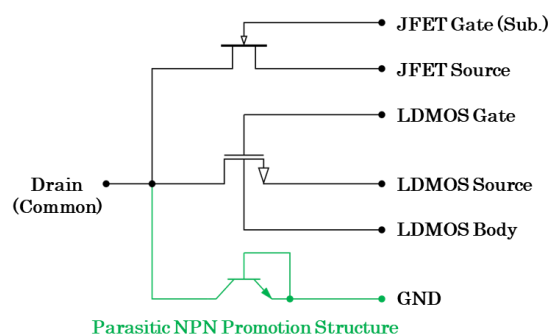 JFET Gate (Sub.)
JFET Source
LDMOS Gate
Drain
(Common)
LDMOS Source
LDMOS Body
GND
Parasitic NPN Promotion Structure